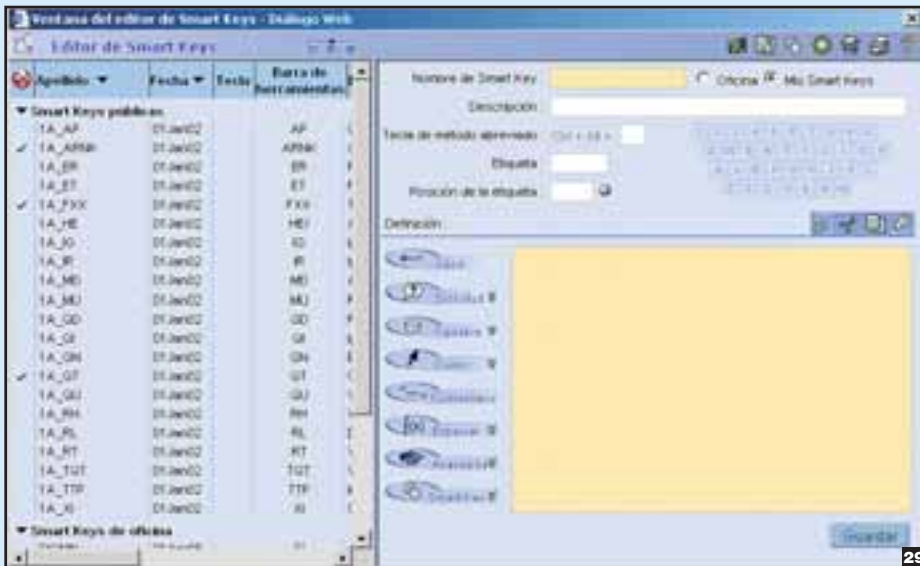 Ventana del editor de Smart Keys - Diálogo Web
Editor de Smart Keys
Apellido Fecha Tecla Barra de herramientas
Smart Keys públicas
1A_AP 01Jan02 AP
1A_ARNK 01Jan02 ARNK
1A_ER 01Jan02 ER
1A_ET 01Jan02 ET
1A_FXX 01Jan02 FXX
1A_HE 01Jan02 HE/
1A_IG 01Jan02 IG
1A_IR 01Jan02 IR
1A_MD 01Jan02 MD
1A_MU 01Jan02 MU
1A_QD 01Jan02 QD
1A_QI 01Jan02 QI
1A_QN 01Jan02 QN
1A_QT 01Jan02 QT
1A_QU 01Jan02 QU
1A_RH 01Jan02 RH
1A_RL 01Jan02 RL
1A_RT 01Jan02 RT
1A_TQT 01Jan02 TQT
1A_TTP 01Jan02 TTP
1A_XI 01Jan02 XI
Smart Keys de oficina
Nombre de Smart Key Oficina Mis Smart Keys
Descripción
Tecla de método abreviado Ctrl + Alt +
Etiqueta
Posición de la etiqueta
Definición
Guardar
29